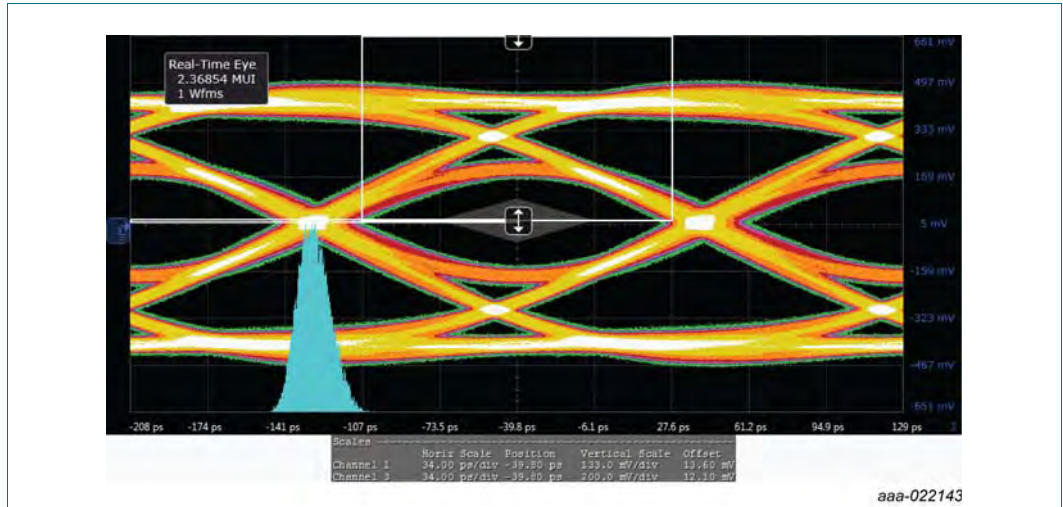 661 mV
Real-Time Eye
2.36854 MUI
1 Wfms
497 mV
333 mV
169 mV
5 mV
-159 mV
-323 mV
-487 mV
-651 mV
-208 ps -174 ps -141 ps -107 ps -73.5 ps -39.8 ps -6.1 ps 27.6 ps 61.2 ps 94.9 ps 129 ps
Scales
Horiz Scale Position Vertical Scale Offset
Channel 1 34.00 ps/div -39.80 ps 133.0 mV/div 13.60 mV
Channel 3 34.00 ps/div -39.80 ps 200.0 mV/div 12.10 mV
aaa-022143